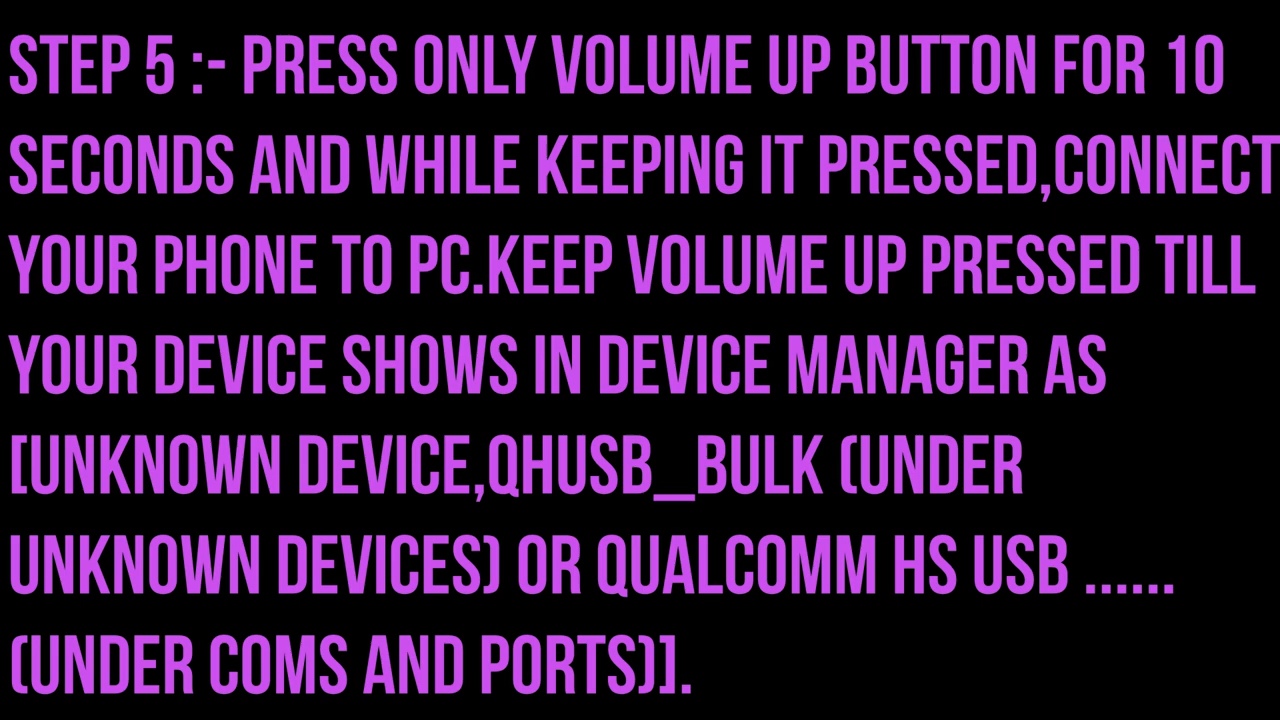 STEP 5 :- PRESS ONLY VOLUME UP BUTTON FOR 10
SECONDS AND WHILE KEEPING IT PRESSED,CONNECT
YOUR PHONE TO PC.KEEP VOLUME UP PRESSED TILL
YOUR DEVICE SHOWS IN DEVICE MANAGER AS
[UNKNOWN DEVICE,QHUSB_BULK (UNDER
UNKNOWN DEVICES) OR QUALCOMM HS USB ......
(UNDER COMS AND PORTS)].